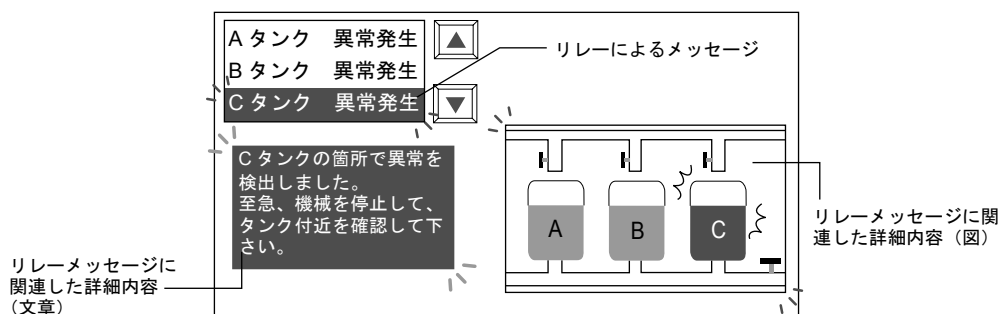 A タンク 異常発生
B タンク 異常発生
C タンク 異常発生
リレーによるメッセージ
C タンクの箇所で異常を
検出しました。
至急、機械を停止して、
タンク付近を確認して下
さい。
A
B
C
リレーメッセージに関
連した詳細内容(図)
リレーメッセージに
関連した詳細内容
(文章)